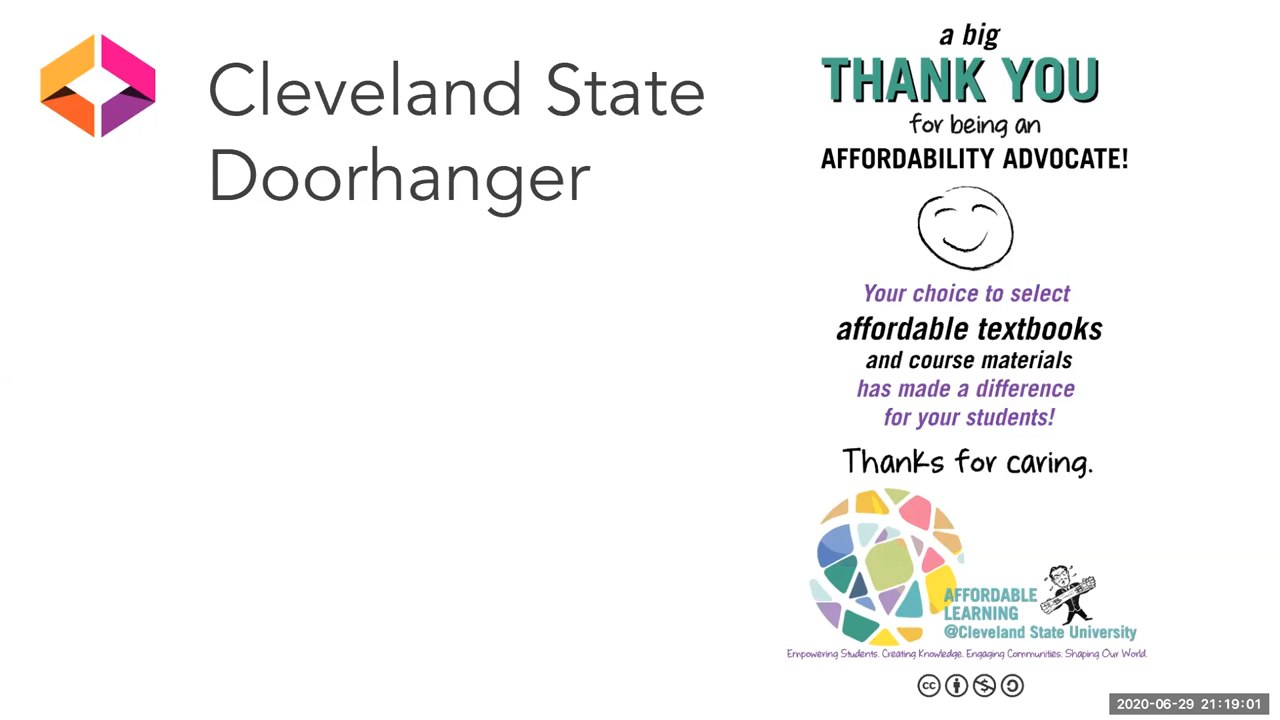 Cleveland State
Doorhanger
a big
THANK YOU
for being an
AFFORDABILITY ADVOCATE!
Your choice to select
affordable textbooks
and course materials
has made a difference
for your students!
Thanks for caring.
AFFORDABLE
LEARNING
@Cleveland State University
Empowering Students. Creating Knowledge. Engaging Communities. Shaping Our World.
cc
2020-06-29 21:19:01